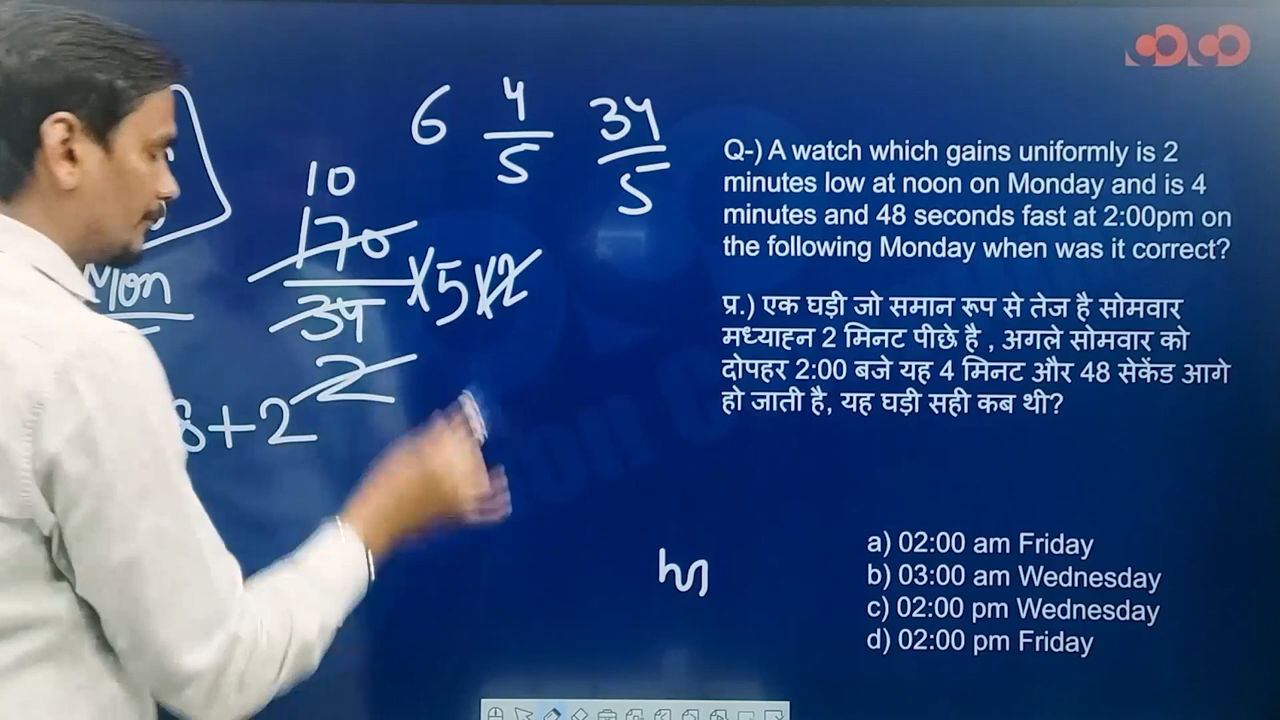 6 4/5 34/5
10
170
34
×5×2
2
Mon
8+2
hs
Q-) A watch which gains uniformly is 2
minutes low at noon on Monday and is 4
minutes and 48 seconds fast at 2:00pm on
the following Monday when was it correct?
प्र.) एक घड़ी जो समान रूप से तेज है सोमवार
मध्याह्न 2 मिनट पीछे है , अगले सोमवार को
दोपहर 2:00 बजे यह 4 मिनट और 48 सेकेंड आगे
हो जाती है, यह घड़ी सही कब थी?
a) 02:00 am Friday
b) 03:00 am Wednesday
c) 02:00 pm Wednesday
d) 02:00 pm Friday